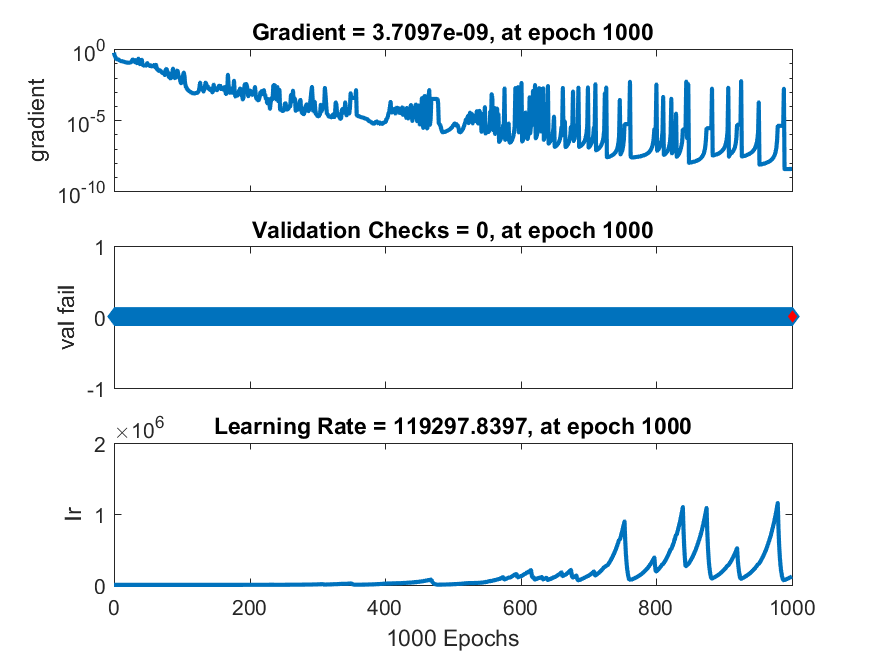 Gradient = 3.7097e-09, at epoch 1000
10^0
10^-5
10^-10
gradient
Validation Checks = 0, at epoch 1000
1
0
-1
val fail
×10^6
Learning Rate = 119297.8397, at epoch 1000
2
1
0
lr
0 200 400 600 800 1000
1000 Epochs